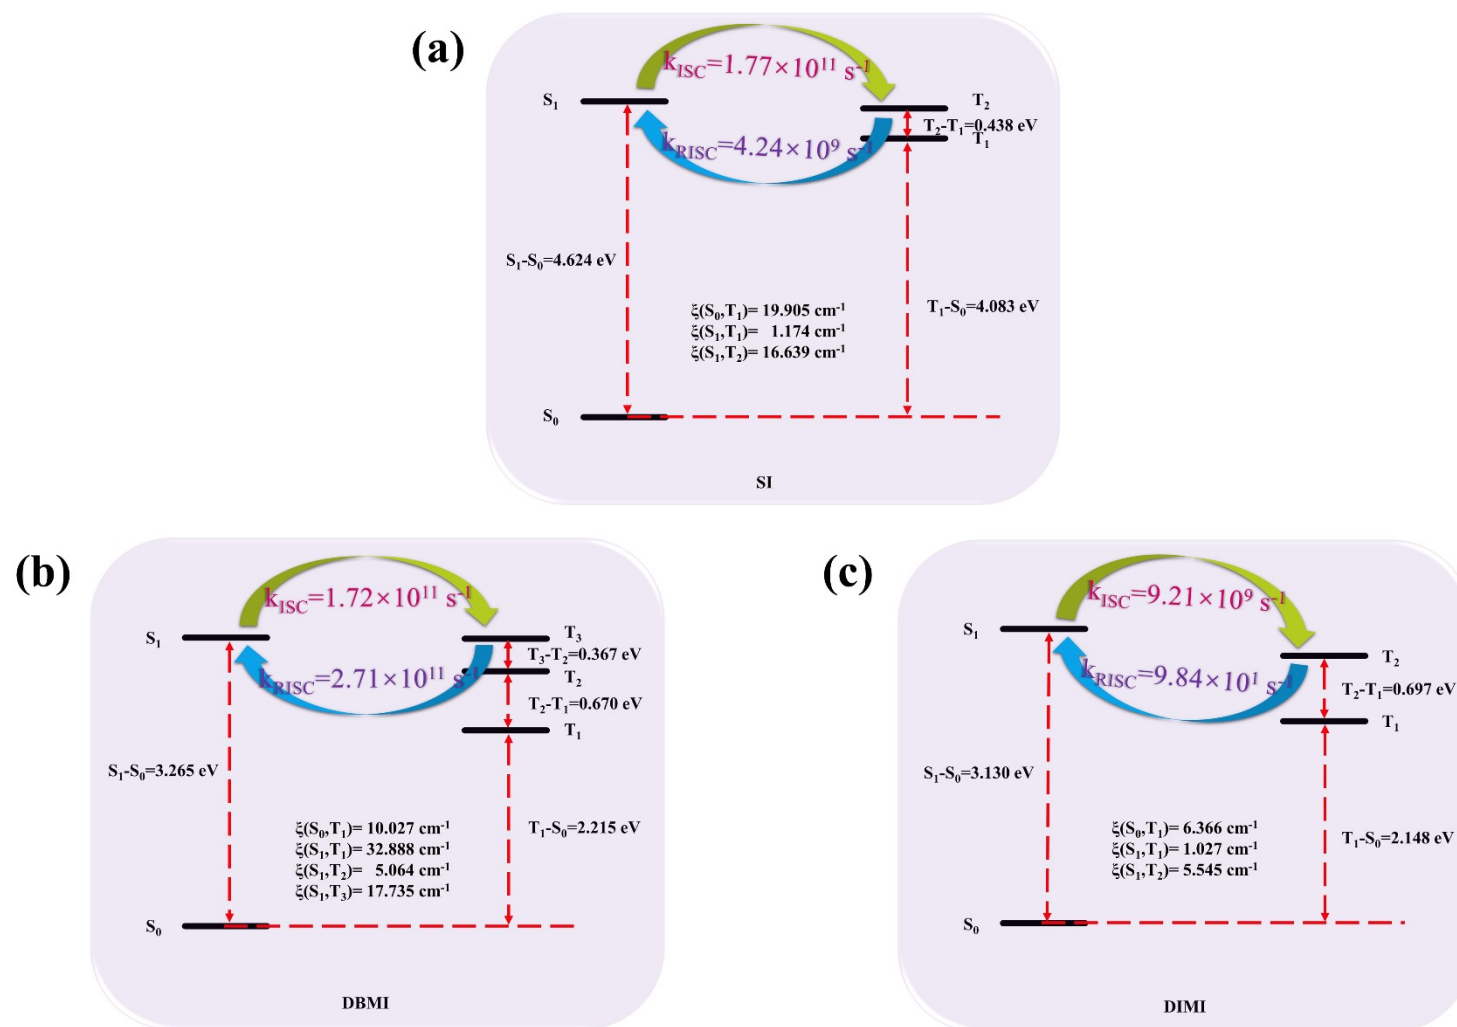 (a)
k_ISC=1.77×10¹¹ s⁻¹
S₁
T₂
T₂-T₁=0.438 eV
k_RISC=4.24×10⁹ s⁻¹
T₁
S₁-S₀=4.624 eV
ξ(S₀,T₁)= 19.905 cm⁻¹
T₁-S₀=4.083 eV
ξ(S₁,T₁)= 1.174 cm⁻¹
ξ(S₁,T₂)= 16.639 cm⁻¹
S₀
SI
(b)
k_ISC=1.72×10¹¹ s⁻¹
S₁
T₃
T₃-T₂=0.367 eV
k_RISC=2.71×10¹¹ s⁻¹
T₂
T₂-T₁=0.670 eV
T₁
S₁-S₀=3.265 eV
ξ(S₀,T₁)= 10.027 cm⁻¹
T₁-S₀=2.215 eV
ξ(S₁,T₁)= 32.888 cm⁻¹
ξ(S₁,T₂)= 5.064 cm⁻¹
ξ(S₁,T₃)= 17.735 cm⁻¹
S₀
DBMI
(c)
k_ISC=9.21×10⁹ s⁻¹
S₁
T₂
k_RISC=9.84×10¹ s⁻¹
T₂-T₁=0.697 eV
T₁
S₁-S₀=3.130 eV
ξ(S₀,T₁)= 6.366 cm⁻¹
T₁-S₀=2.148 eV
ξ(S₁,T₁)= 1.027 cm⁻¹
ξ(S₁,T₂)= 5.545 cm⁻¹
S₀
DIMI